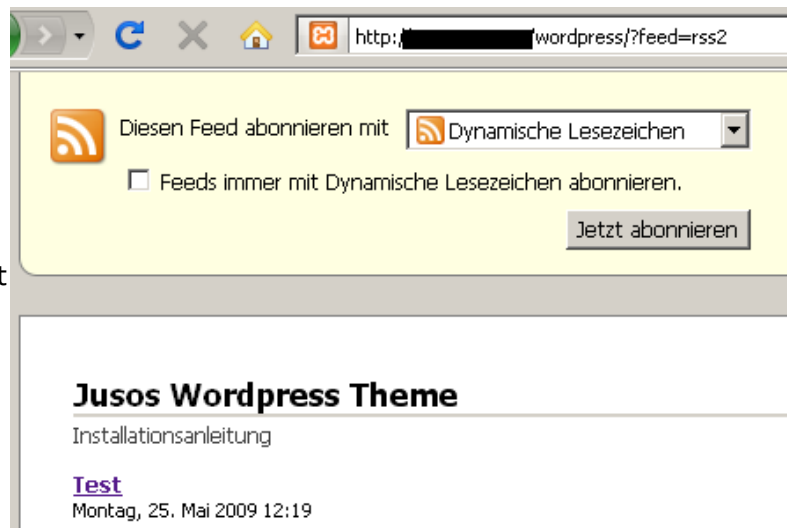 http:/ /wordpress/?feed=rss2
Diesen Feed abonnieren mit Dynamische Lesezeichen
Feeds immer mit Dynamische Lesezeichen abonnieren.
Jetzt abonnieren
t
Jusos Wordpress Theme
Installationsanleitung
Test
Montag, 25. Mai 2009 12:19